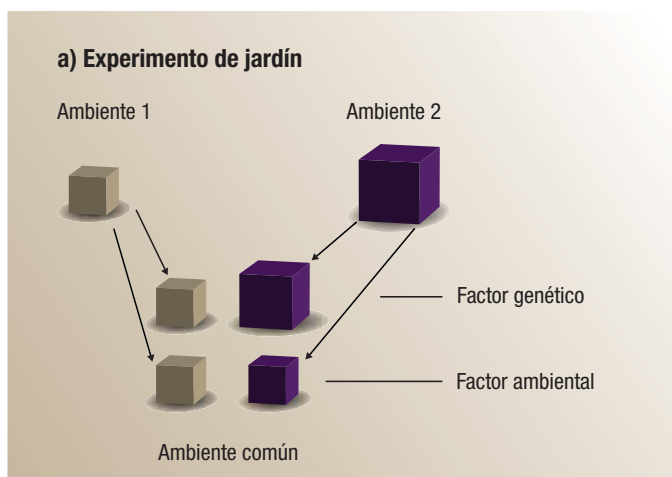 a) Experimento de jardín
Ambiente 1
Ambiente 2
Factor genético
Factor ambiental
Ambiente común